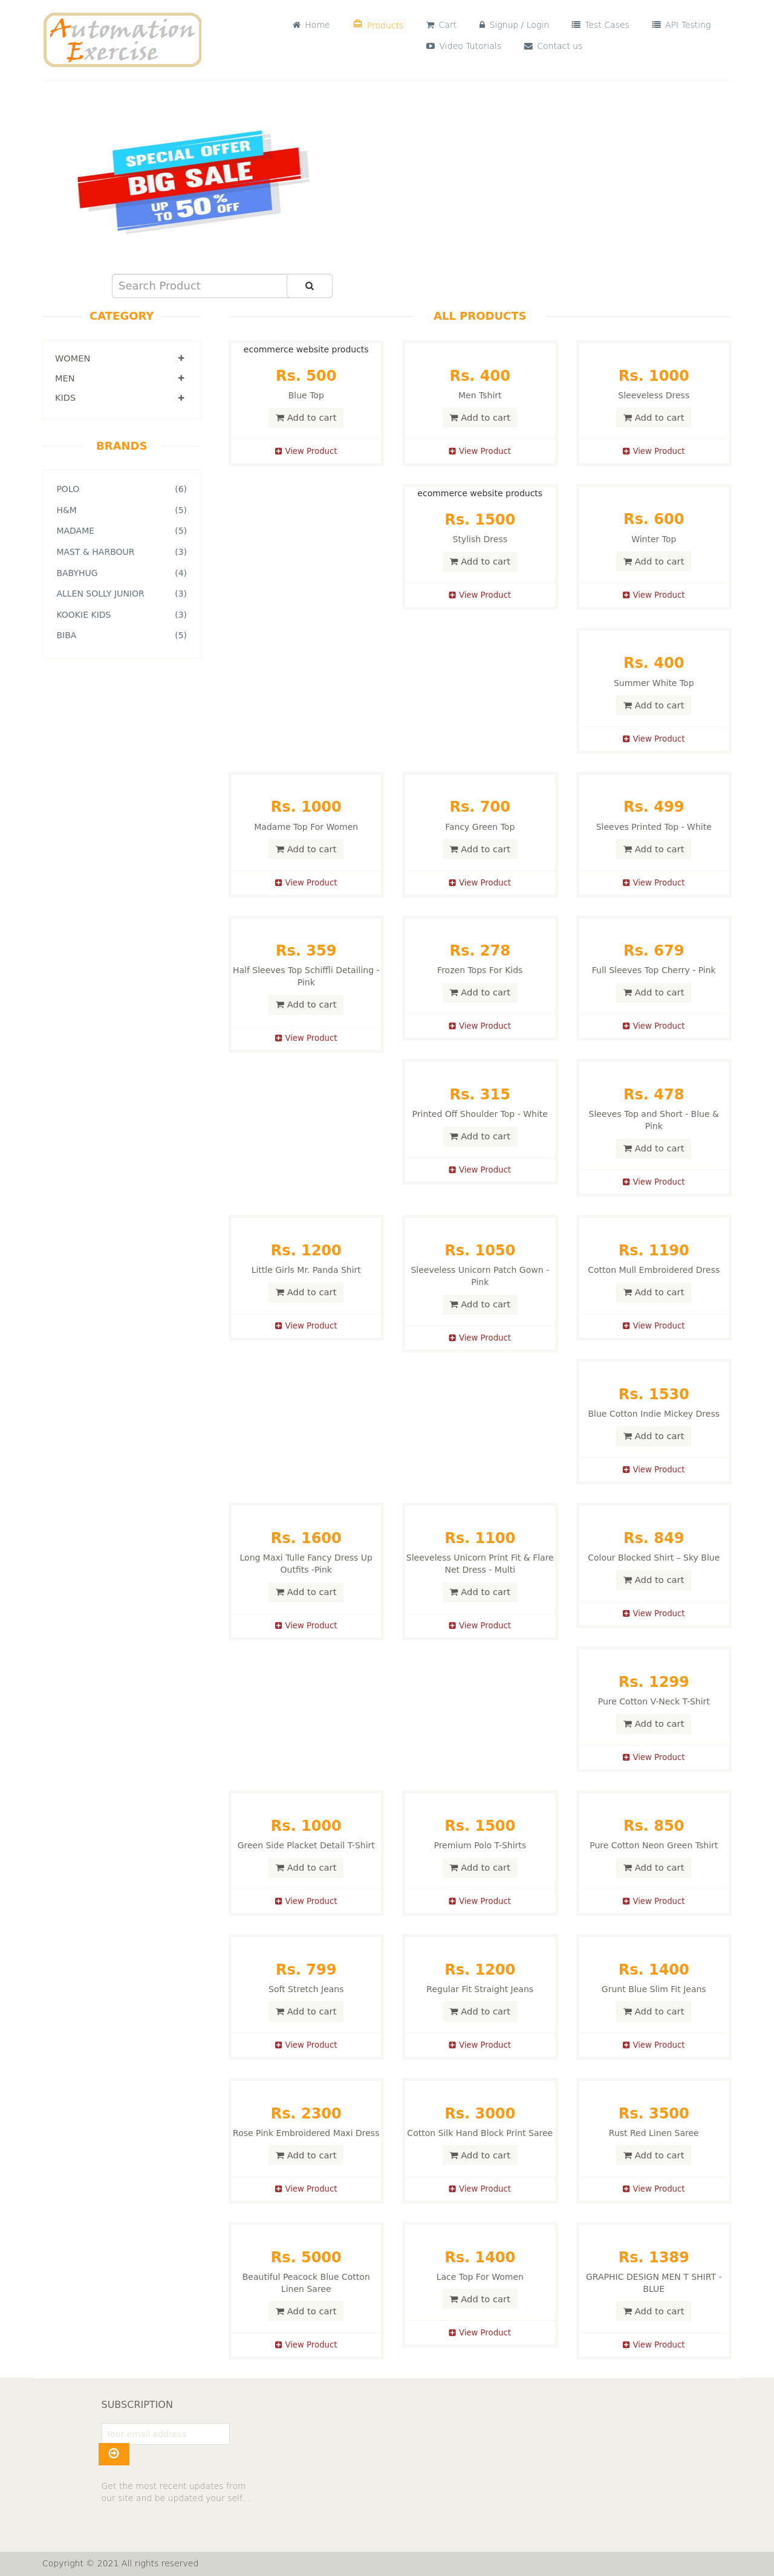 Automation
Exercise
Home Products Cart Signup / Login Test Cases API Testing
Video Tutorials Contact us
SPECIAL OFFER
BIG SALE
UP TO 50% OFF
Search Product
CATEGORY
WOMEN
MEN
KIDS
BRANDS
POLO (6)
H&M (5)
MADAME (5)
MAST & HARBOUR (3)
BABYHUG (4)
ALLEN SOLLY JUNIOR (3)
KOOKIE KIDS (3)
BIBA (5)
ALL PRODUCTS
ecommerce website products
Rs. 500
Blue Top
Add to cart
View Product
Rs. 400
Men Tshirt
Add to cart
View Product
Rs. 1000
Sleeveless Dress
Add to cart
View Product
ecommerce website products
Rs. 1500
Stylish Dress
Add to cart
View Product
Rs. 600
Winter Top
Add to cart
View Product
Rs. 400
Summer White Top
Add to cart
View Product
Rs. 1000
Madame Top For Women
Add to cart
View Product
Rs. 700
Fancy Green Top
Add to cart
View Product
Rs. 499
Sleeves Printed Top - White
Add to cart
View Product
Rs. 359
Half Sleeves Top Schiffli Detailing -
Pink
Add to cart
View Product
Rs. 278
Frozen Tops For Kids
Add to cart
View Product
Rs. 679
Full Sleeves Top Cherry - Pink
Add to cart
View Product
Rs. 315
Printed Off Shoulder Top - White
Add to cart
View Product
Rs. 478
Sleeves Top and Short - Blue &
Pink
Add to cart
View Product
Rs. 1200
Little Girls Mr. Panda Shirt
Add to cart
View Product
Rs. 1050
Sleeveless Unicorn Patch Gown -
Pink
Add to cart
View Product
Rs. 1190
Cotton Mull Embroidered Dress
Add to cart
View Product
Rs. 1530
Blue Cotton Indie Mickey Dress
Add to cart
View Product
Rs. 1600
Long Maxi Tulle Fancy Dress Up
Outfits -Pink
Add to cart
View Product
Rs. 1100
Sleeveless Unicorn Print Fit & Flare
Net Dress - Multi
Add to cart
View Product
Rs. 849
Colour Blocked Shirt – Sky Blue
Add to cart
View Product
Rs. 1299
Pure Cotton V-Neck T-Shirt
Add to cart
View Product
Rs. 1000
Green Side Placket Detail T-Shirt
Add to cart
View Product
Rs. 1500
Premium Polo T-Shirts
Add to cart
View Product
Rs. 850
Pure Cotton Neon Green Tshirt
Add to cart
View Product
Rs. 799
Soft Stretch Jeans
Add to cart
View Product
Rs. 1200
Regular Fit Straight Jeans
Add to cart
View Product
Rs. 1400
Grunt Blue Slim Fit Jeans
Add to cart
View Product
Rs. 2300
Rose Pink Embroidered Maxi Dress
Add to cart
View Product
Rs. 3000
Cotton Silk Hand Block Print Saree
Add to cart
View Product
Rs. 3500
Rust Red Linen Saree
Add to cart
View Product
Rs. 5000
Beautiful Peacock Blue Cotton
Linen Saree
Add to cart
View Product
Rs. 1400
Lace Top For Women
Add to cart
View Product
Rs. 1389
GRAPHIC DESIGN MEN T SHIRT -
BLUE
Add to cart
View Product
SUBSCRIPTION
Your email address
Get the most recent updates from
our site and be updated your self...
Copyright © 2021 All rights reserved